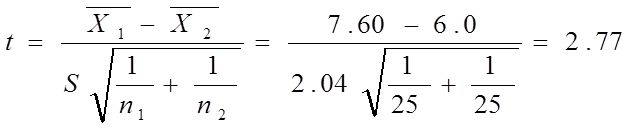 t = (X̅₁ − X̅₂) / (S √(1/n₁ + 1/n₂)) = (7.60 − 6.0) / (2.04 √(1/25 + 1/25)) = 2.77